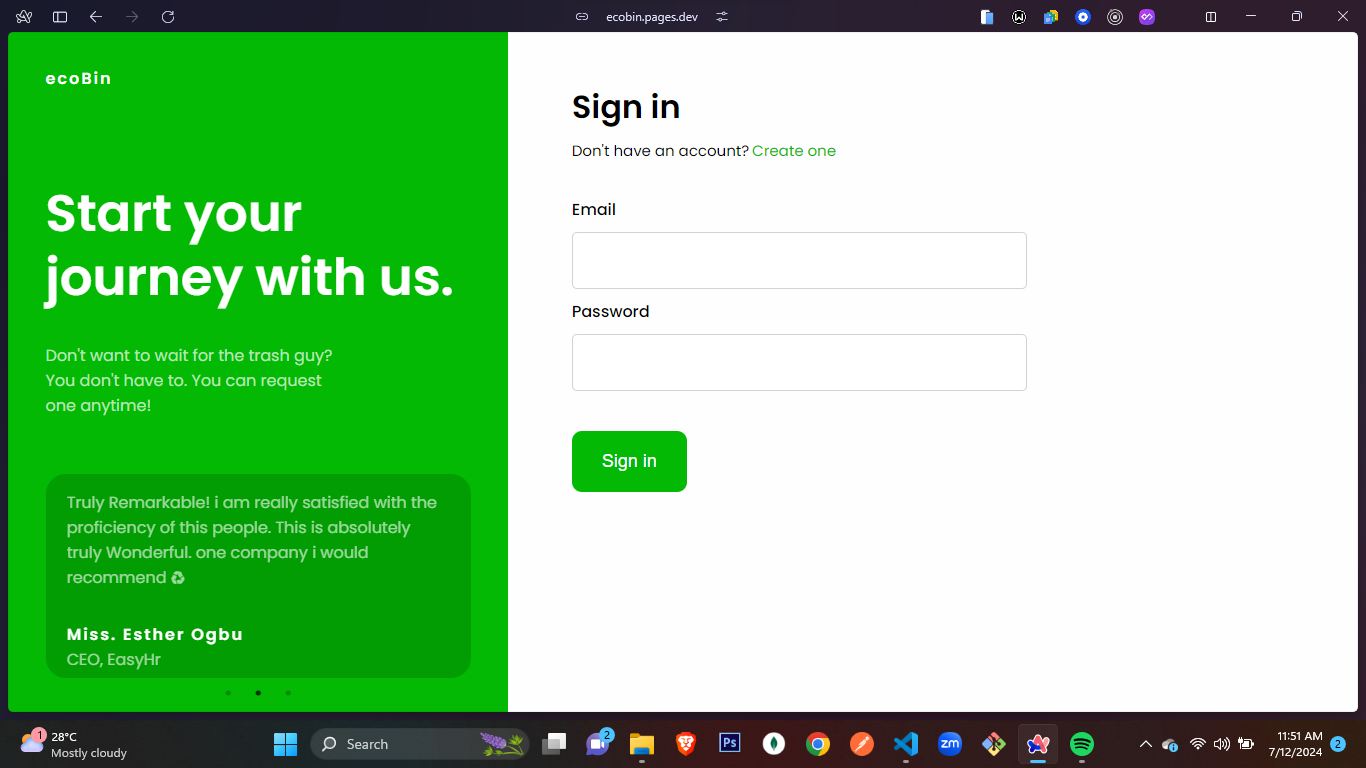 ecobin.pages.dev
ecoBin
Start your
journey with us.
Don't want to wait for the trash guy?
You don't have to. You can request
one anytime!
Truly Remarkable! i am really satisfied with the
proficiency of this people. This is absolutely
truly Wonderful. one company i would
recommend ♻
Miss. Esther Ogbu
CEO, EasyHr
Sign in
Don't have an account? Create one
Email
Password
Sign in
1
28°C
Mostly cloudy
Search
2
Ps
zm
11:51 AM
7/12/2024
2